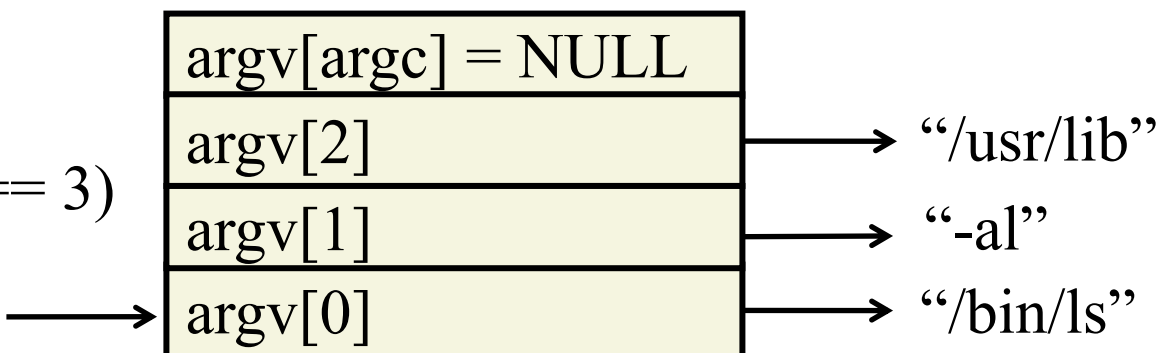 argv[argc] = NULL
argv[2]
“/usr/lib”
== 3)
argv[1]
“-al”
argv[0]
“/bin/ls”